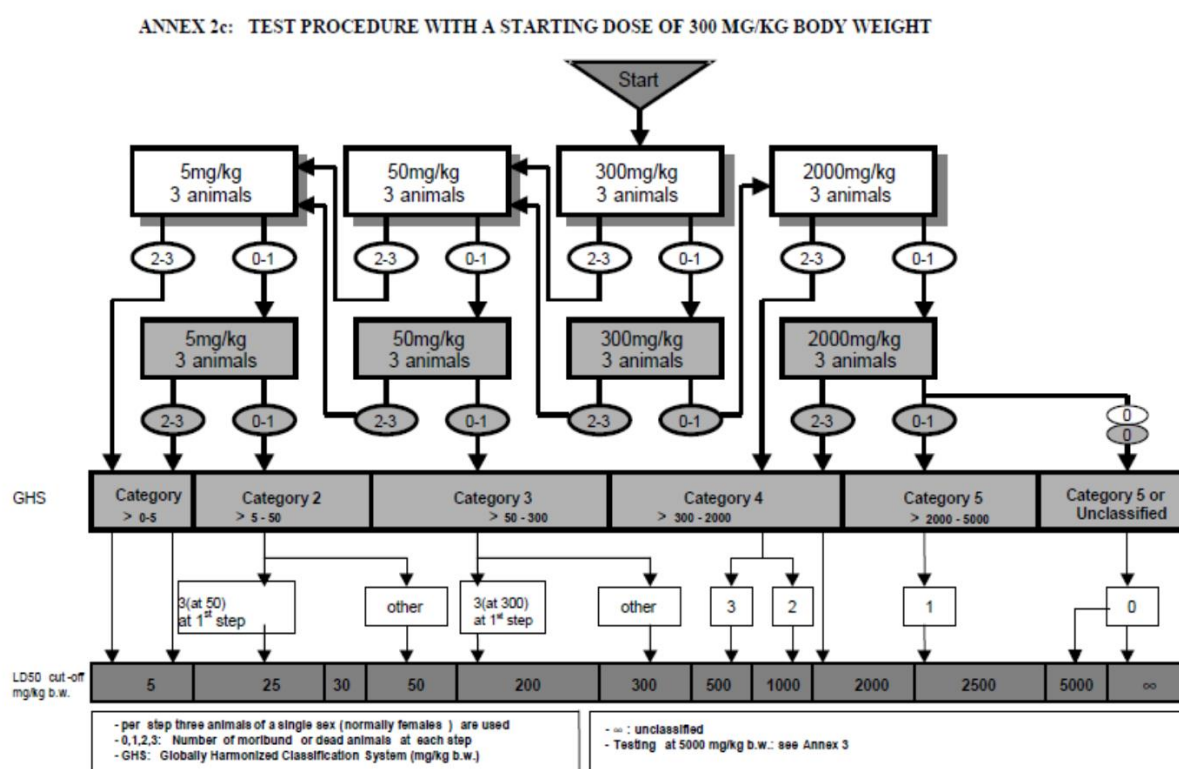 ANNEX 2c: TEST PROCEDURE WITH A STARTING DOSE OF 300 MG/KG BODY WEIGHT
Start
5mg/kg
3 animals
50mg/kg
3 animals
300mg/kg
3 animals
2000mg/kg
3 animals
2-3 0-1 2-3 0-1 2-3 0-1 2-3 0-1
5mg/kg
3 animals
50mg/kg
3 animals
300mg/kg
3 animals
2000mg/kg
3 animals
2-3 0-1 2-3 0-1 2-3 0-1 2-3 0-1
0
0
GHS
Category
> 0-5
Category 2
> 5 - 50
Category 3
> 50 - 300
Category 4
> 300 - 2000
Category 5
> 2000 - 5000
Category 5 or
Unclassified
3(at 50)
at 1st step
other
3(at 300)
at 1st step
other
3
2
1
0
LD50 cut-off
mg/kg b.w.
5 25 30 50 200 300 500 1000 2000 2500 5000 ∞
- per step three animals of a single sex ( normally females ) are used
- 0,1,2,3: Number of moribund or dead animals at each step
- GHS: Globally Harmonized Classification System (mg/kg b.w.)
- ∞ : unclassified
- Testing at 5000 mg/kg b.w.: see Annex 3